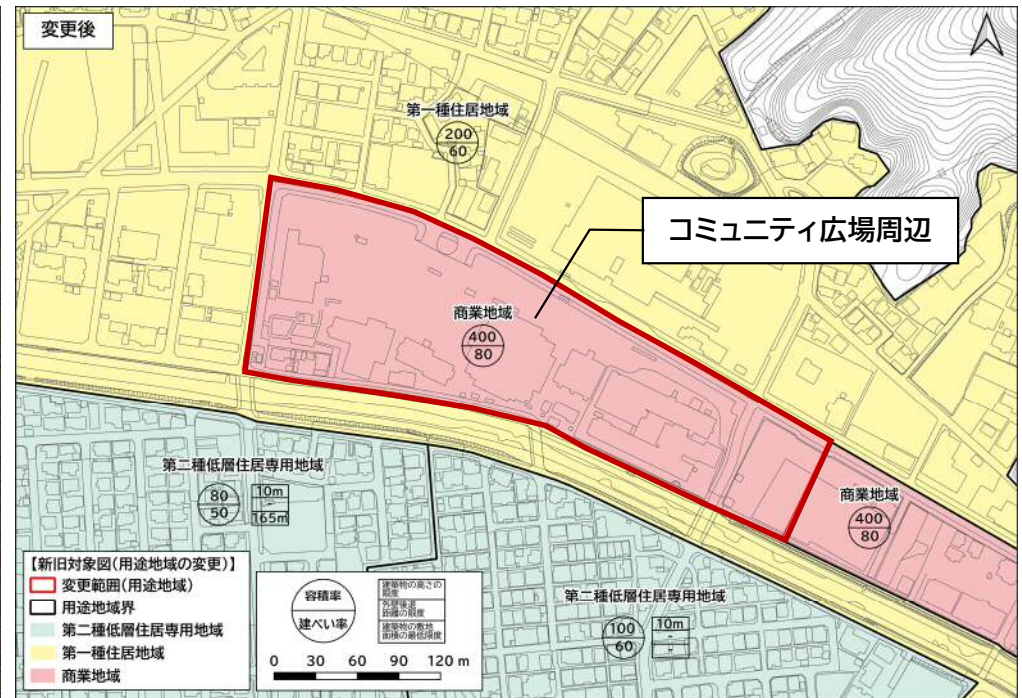 変更後
第一種住居地域
200
60
コミュニティ広場周辺
商業地域
400
80
第二種低層住居専用地域
80
50
10m
-
165m
商業地域
400
80
第二種低層住居専用地域
100
60
10m
-
-
【新旧対象図(用途地域の変更)】
変更範囲(用途地域)
用途地域界
第二種低層住居専用地域
第一種住居地域
商業地域
容積率
建ぺい率
建築物の高さの
限度
外壁後退
距離の限度
建築物の敷地
面積の最低限度
0 30 60 90 120 m